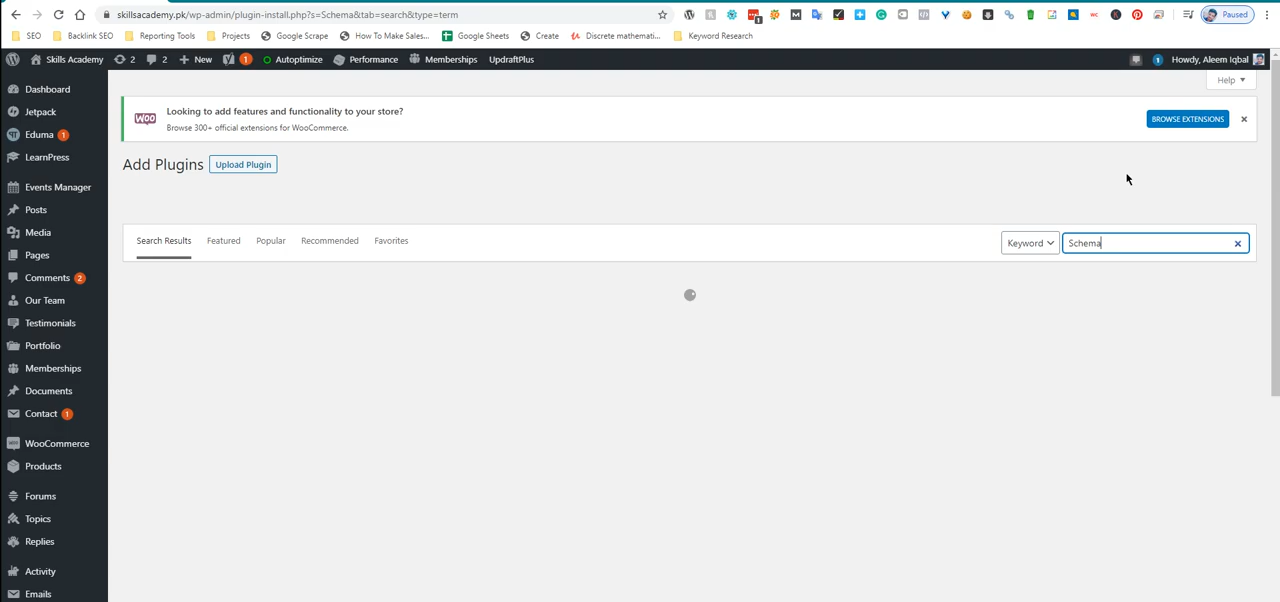 skillsacademy.pk/wp-admin/plugin-install.php?s=Schema&tab=search&type=term
Paused
SEO Backlink SEO Reporting Tools Projects Google Scrape How To Make Sales... Google Sheets Create Discrete mathemati... Keyword Research
Skills Academy 2 2 New 1 Autoptimize Performance Memberships UpdraftPlus 1 Howdy, Aleem Iqbal
Help
Dashboard
Jetpack
Eduma 1
LearnPress
Events Manager
Posts
Media
Pages
Comments 2
Our Team
Testimonials
Portfolio
Memberships
Documents
Contact 1
WooCommerce
Products
Forums
Topics
Replies
Activity
Emails
WOO
Looking to add features and functionality to your store?
Browse 300+ official extensions for WooCommerce.
BROWSE EXTENSIONS
Add Plugins Upload Plugin
Search Results Featured Popular Recommended Favorites Keyword Schema